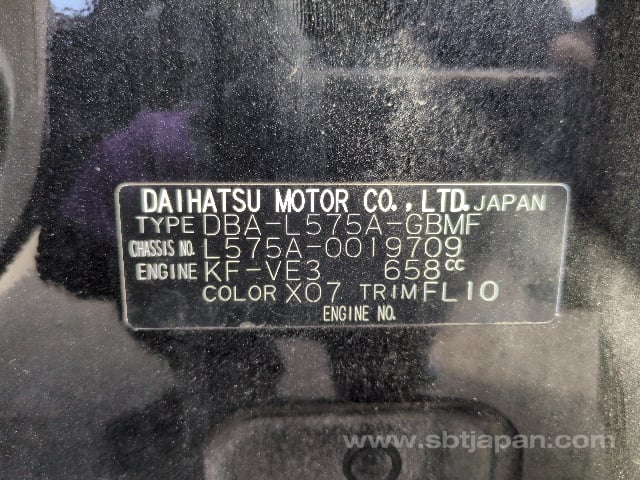 DAIHATSU MOTOR CO.,LTD. JAPAN
TYPE DBA-L575A-GBMF
CHASSIS NO. L575A-0019709
ENGINE KF-VE3 658cc
COLOR X07 TRIM FL10
ENGINE NO.
www.sbtjapan.com